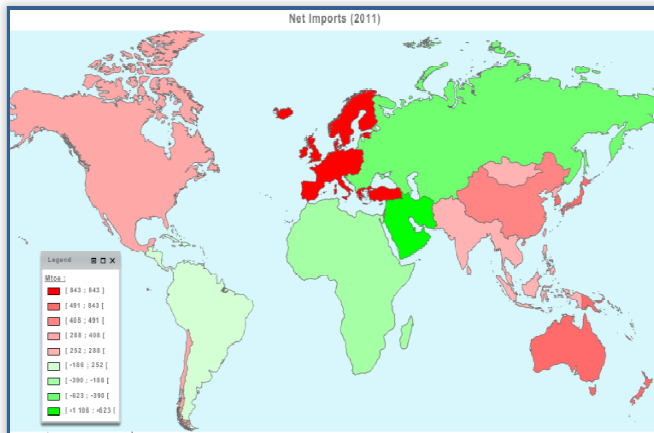 Net Imports (2011)
Legend
Mtoe :
[ 843 ; 843 ]
[ 491 ; 843 [
[ 408 ; 491 [
[ 288 ; 408 [
[ 252 ; 288 [
[ -186 ; 252 [
[ -390 ; -186 [
[ -623 ; -390 [
[ -1 106 ; -623 [